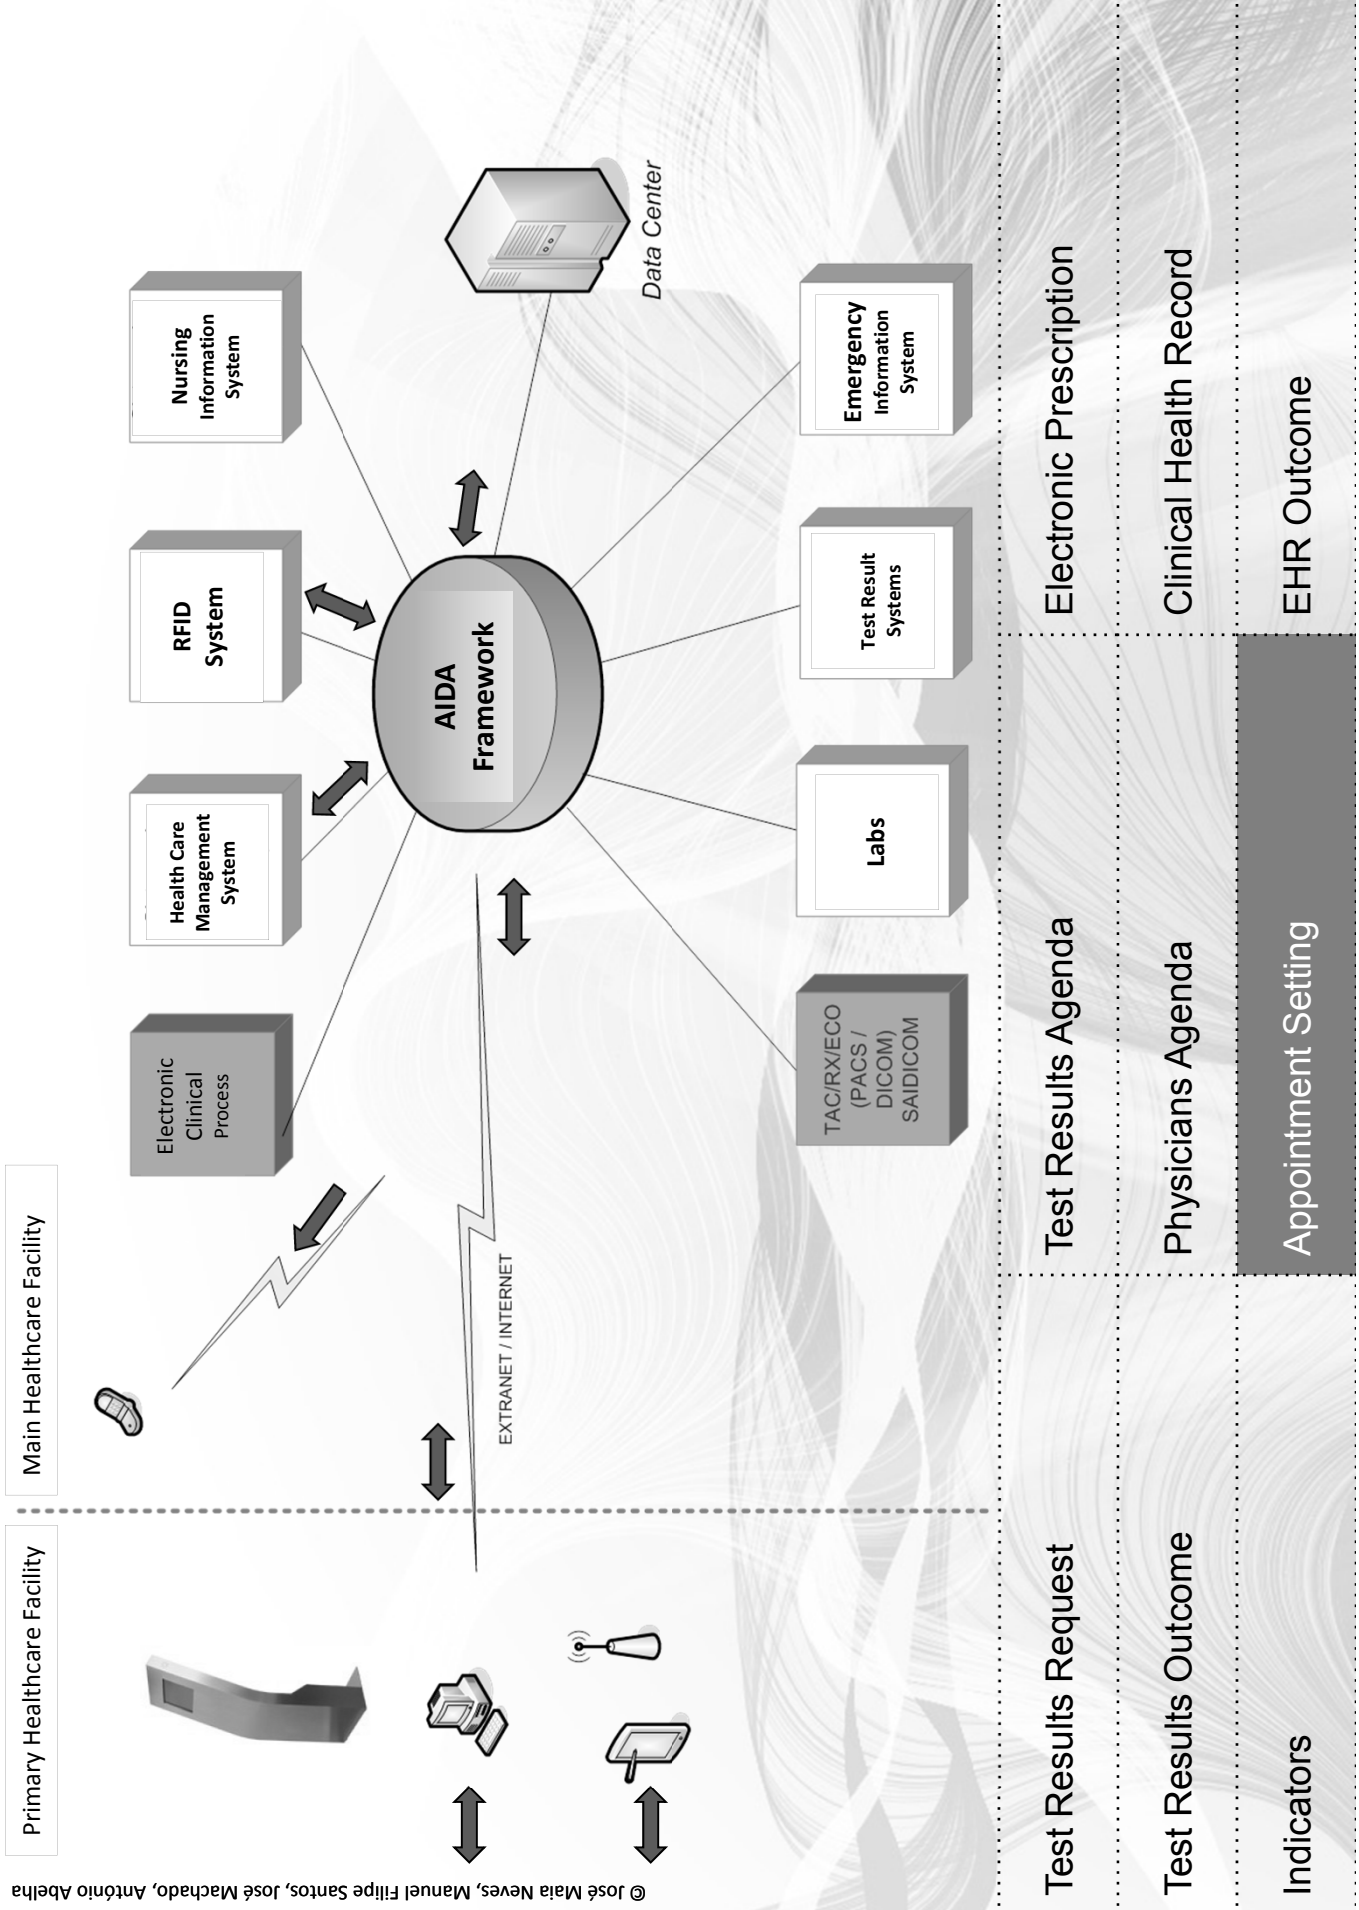 Primary Healthcare Facility
Main Healthcare Facility
Electronic
Clinical
Process
Health Care
Management
System
RFID
System
Nursing
Information
System
AIDA
Framework
Data Center
EXTRANET / INTERNET
TAC/RX/ECO
(PACS /
DICOM)
SAIDICOM
Labs
Test Result
Systems
Emergency
Information
System
Test Results Request
Test Results Agenda
Electronic Prescription
Test Results Outcome
Physicians Agenda
Clinical Health Record
Indicators
Appointment Setting
EHR Outcome
© José Maia Neves, Manuel Filipe Santos, José Machado, António Abelha